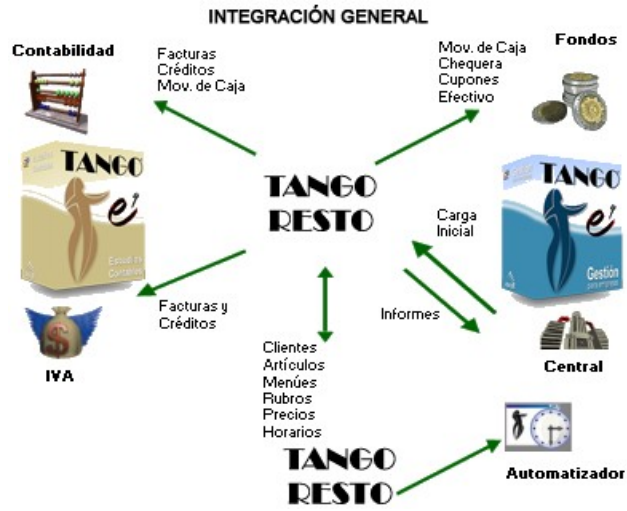 INTEGRACIÓN GENERAL
Contabilidad
Facturas
Créditos
Mov. de Caja
Mov. de Caja
Chequera
Cupones
Efectivo
Fondos
TANGO
TANGO
RESTO
TANGO
Carga
Inicial
Gestión
Facturas y
Créditos
Informes
IVA
Central
Clientes
Artículos
Menúes
Rubros
Precios
Horarios
TANGO
RESTO
Automatizador